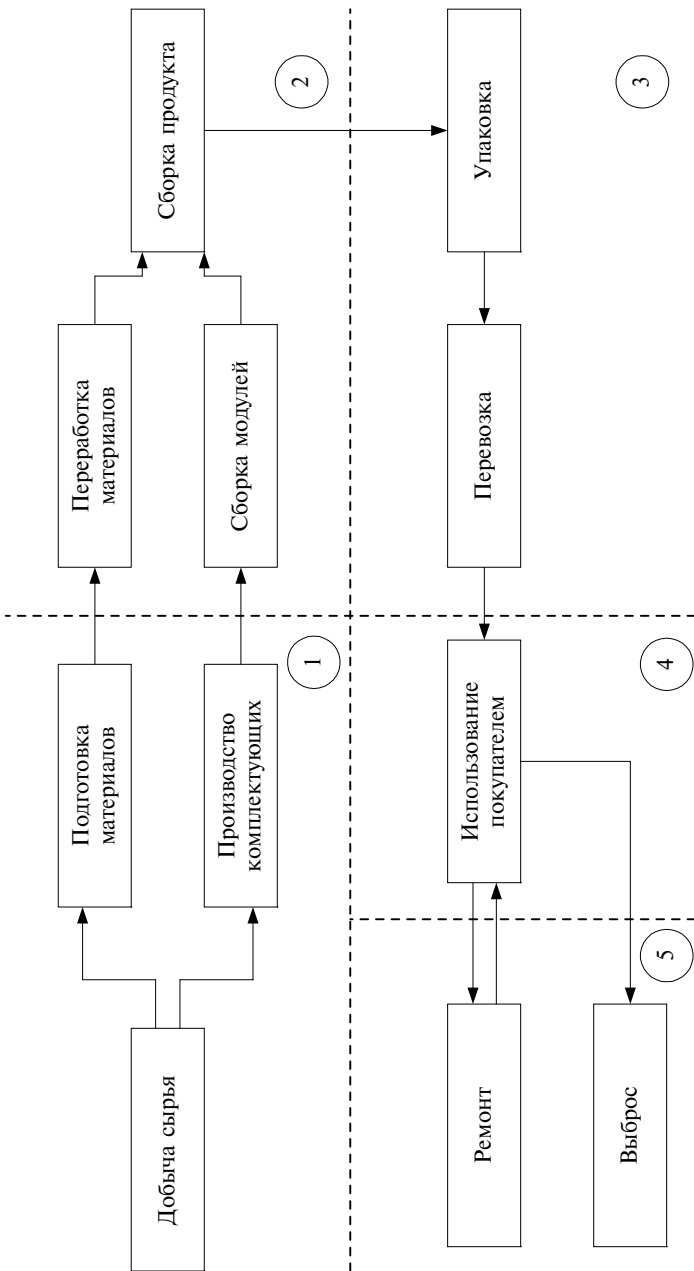 Добыча сырья
Подготовка
материалов
Производство
комплектующих
1
Переработка
материалов
Сборка модулей
Сборка продукта
2
Упаковка
3
Перевозка
Использование
покупателем
4
Ремонт
Выброс
5